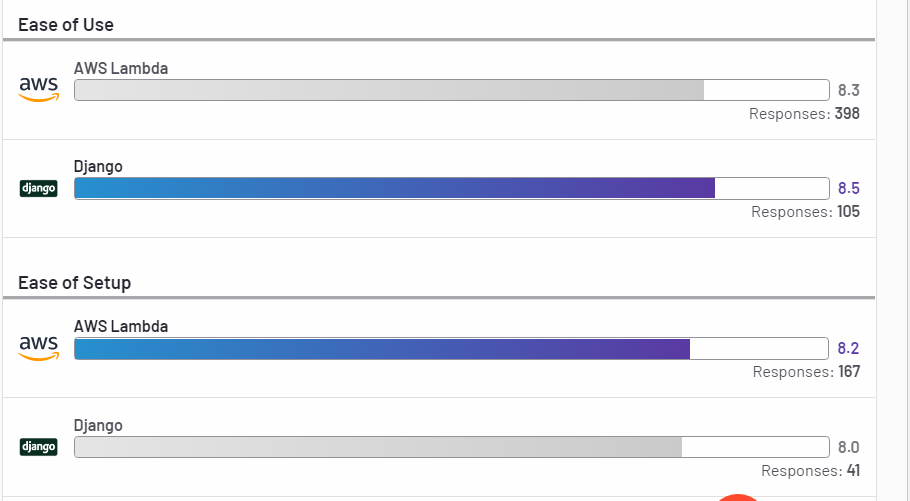 Ease of Use
AWS Lambda
aws
8.3
Responses: 398
Django
django
8.5
Responses: 105
Ease of Setup
AWS Lambda
aws
8.2
Responses: 167
Django
django
8.0
Responses: 41